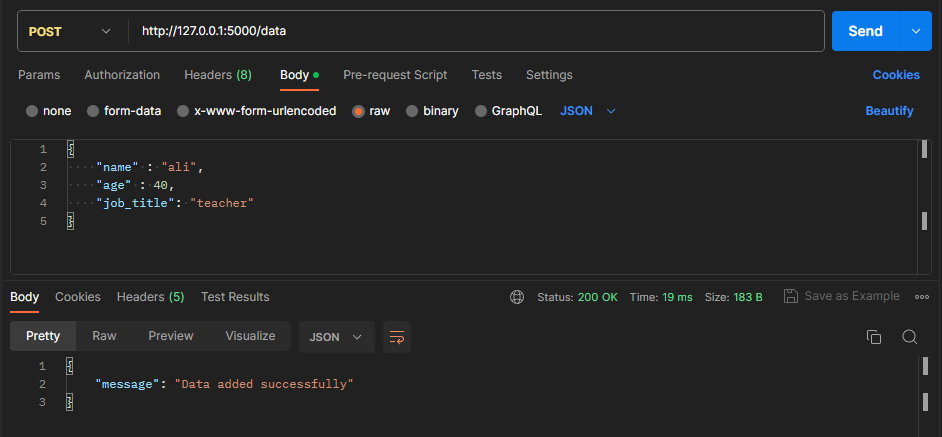 POST http://127.0.0.1:5000/data Send
Params Authorization Headers (8) Body Pre-request Script Tests Settings Cookies
none form-data x-www-form-urlencoded raw binary GraphQL JSON Beautify
1 {
2 "name" : "ali",
3 "age" : 40,
4 "job_title": "teacher"
5 }
Body Cookies Headers (5) Test Results Status: 200 OK Time: 19 ms Size: 183 B Save as Example
Pretty Raw Preview Visualize JSON
1 {
2 "message": "Data added successfully"
3 }